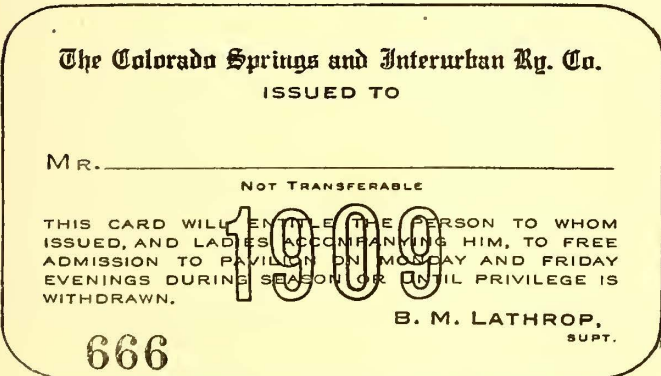 The Colorado Springs and Interurban Ry. Co.
ISSUED TO
MR.
NOT TRANSFERABLE
1909
THIS CARD WILL ENTITLE THE PERSON TO WHOM
ISSUED, AND LADIES ACCOMPANYING HIM, TO FREE
ADMISSION TO PAVILION ON MONDAY AND FRIDAY
EVENINGS DURING SEASON OR UNTIL PRIVILEGE IS
WITHDRAWN.
B. M. LATHROP,
SUPT.
666